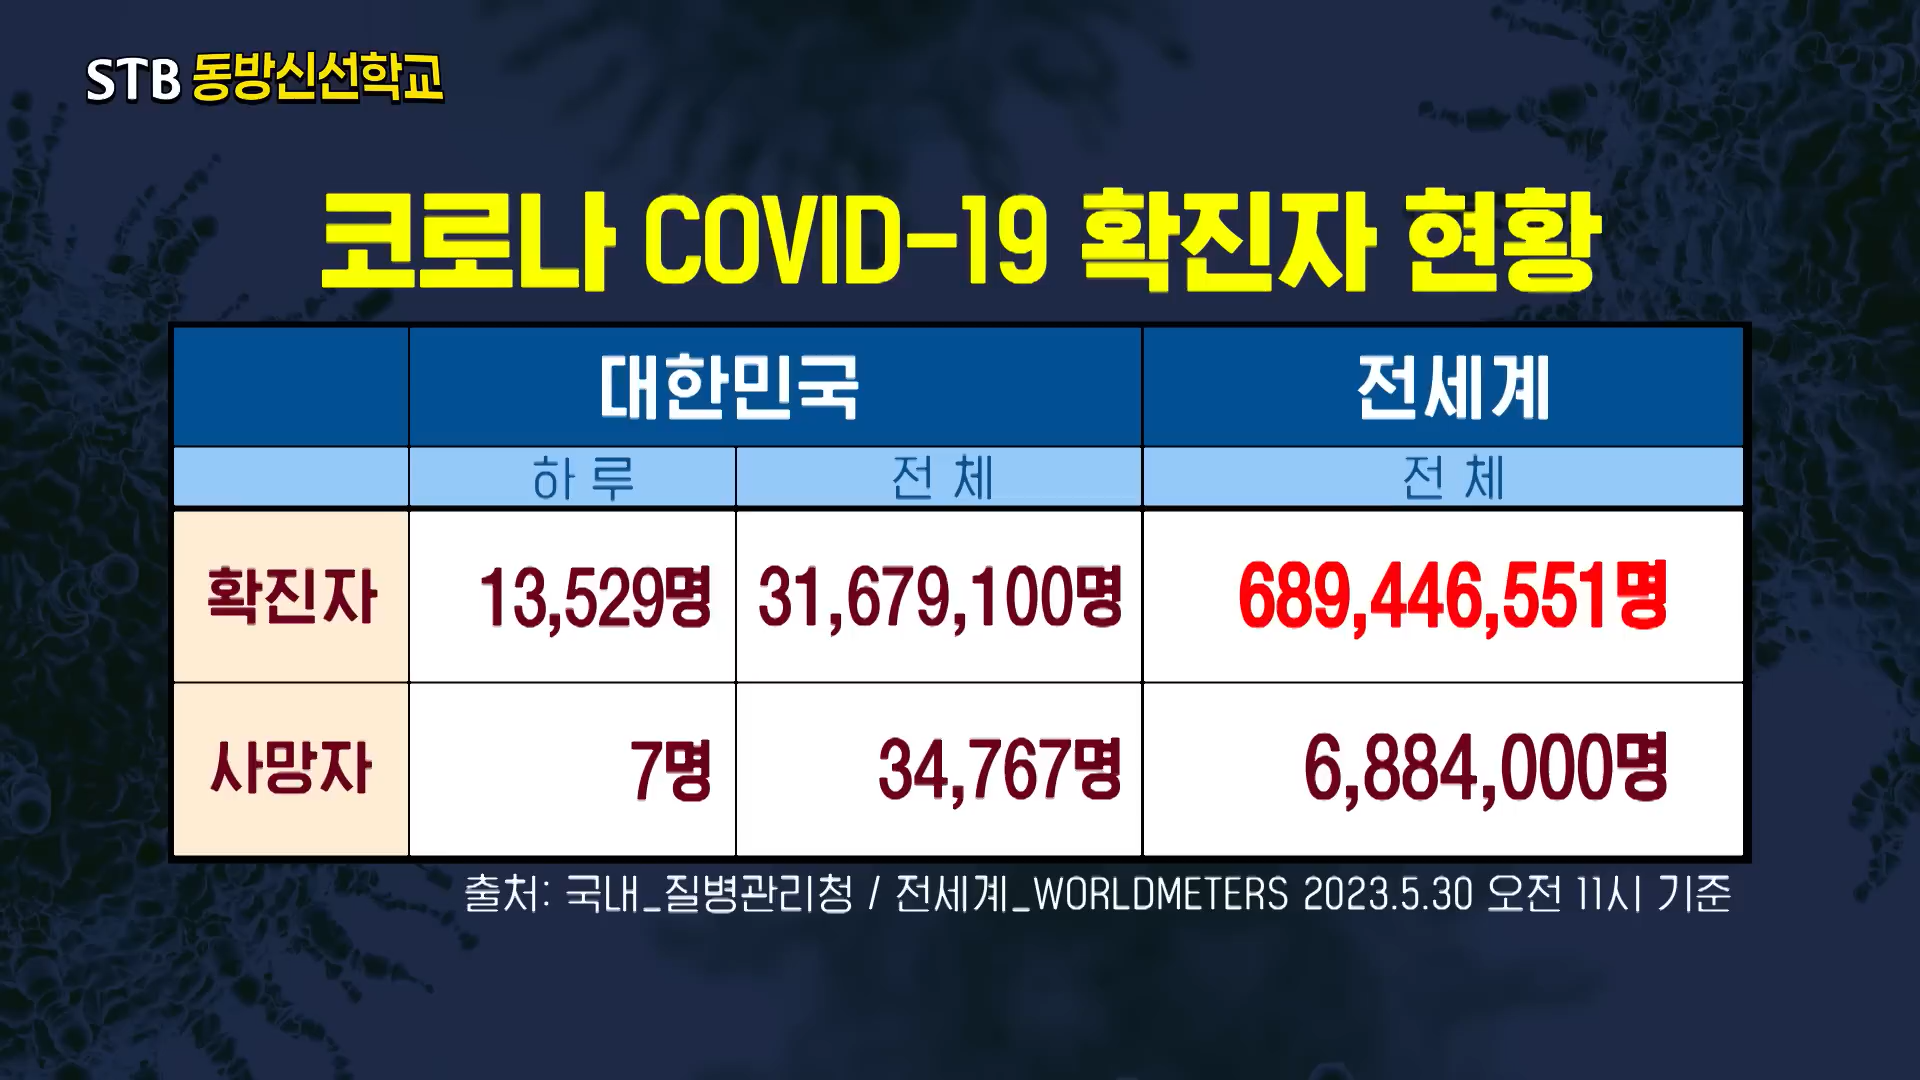 STB 동방신선학교
코로나 COVID-19 확진자 현황
대한민국 전세계
하루 전체 전체
확진자 13,529명 31,679,100명 689,446,551명
사망자 7명 34,767명 6,884,000명
출처: 국내_질병관리청 / 전세계_WORLDMETERS 2023.5.30 오전 11시 기준